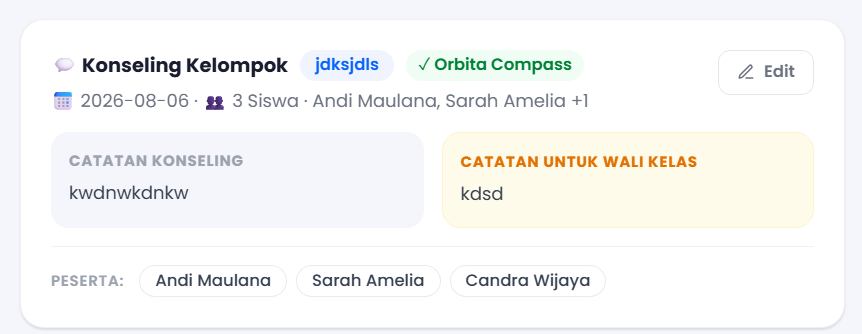 💬 Konseling Kelompok jdksjdls ✓ Orbita Compass Edit
📅 2026-08-06 · 👥 3 Siswa · Andi Maulana, Sarah Amelia +1
CATATAN KONSELING
kwdnwkdnkw
CATATAN UNTUK WALI KELAS
kdsd
PESERTA: Andi Maulana Sarah Amelia Candra Wijaya